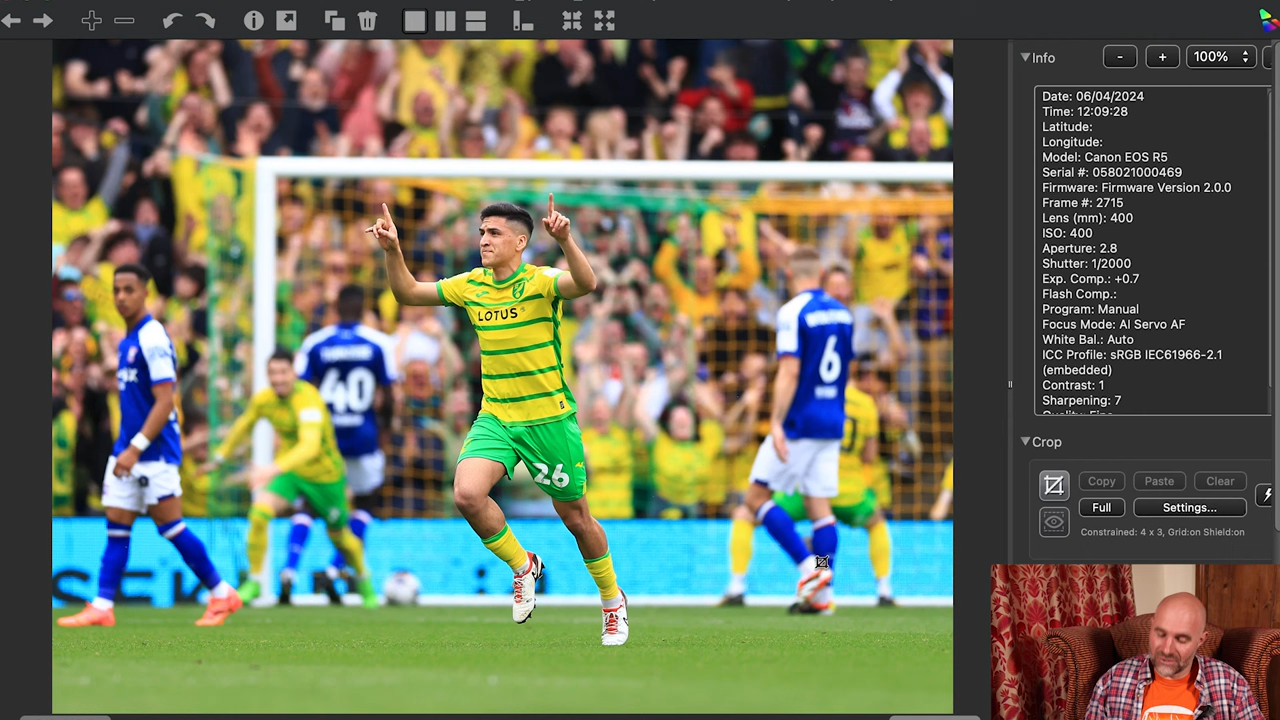 Info
-
+
100%
Date: 06/04/2024
Time: 12:09:28
Latitude:
Longitude:
Model: Canon EOS R5
Serial #: 058021000469
Firmware: Firmware Version 2.0.0
Frame #: 2715
Lens (mm): 400
ISO: 400
Aperture: 2.8
Shutter: 1/2000
Exp. Comp.: +0.7
Flash Comp.:
Program: Manual
Focus Mode: AI Servo AF
White Bal.: Auto
ICC Profile: sRGB IEC61966-2.1
(embedded)
Contrast: 1
Sharpening: 7
Crop
Copy
Paste
Clear
Full
Settings...
Constrained: 4 x 3, Grid:on Shield:on
LOTUS
26
40
6